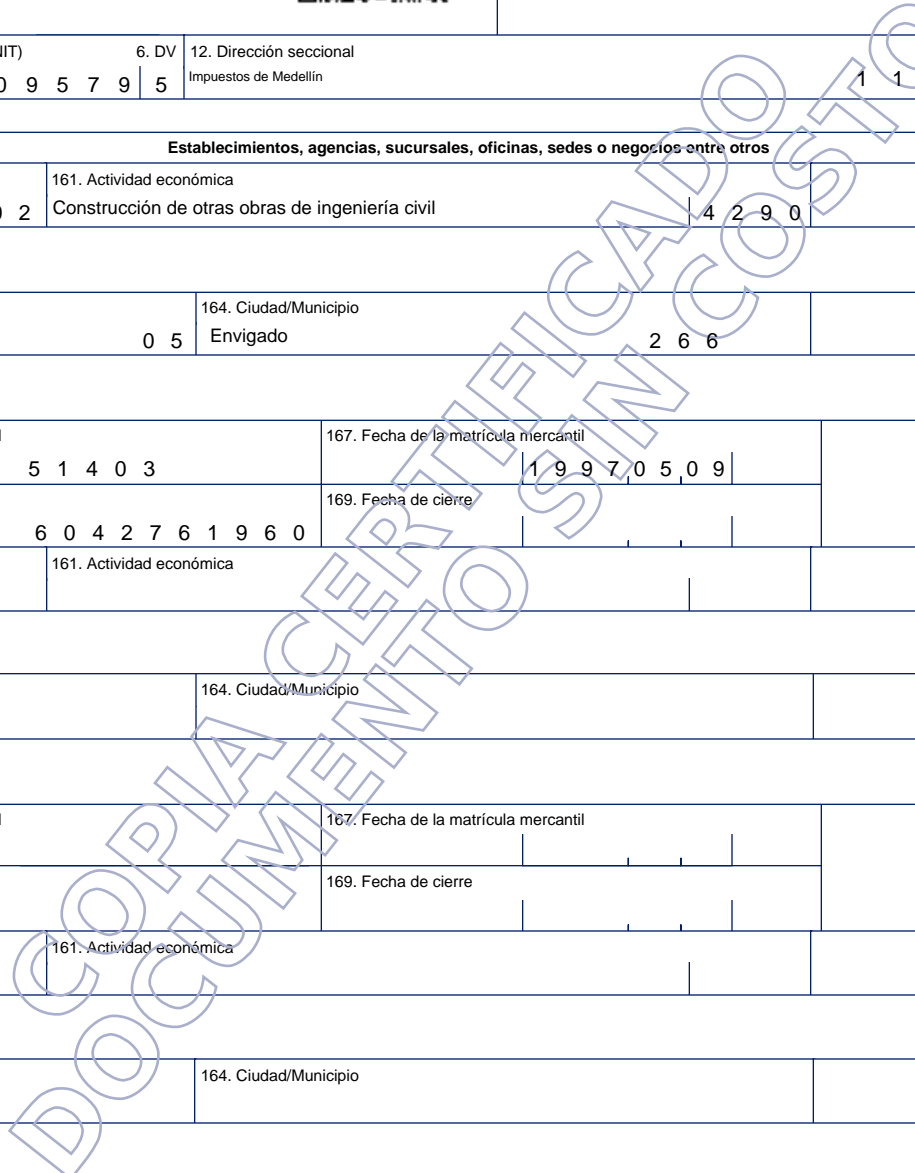 6. DV 12. Dirección seccional
9 5 7 9 5 Impuestos de Medellín 1 1
Establecimientos, agencias, sucursales, oficinas, sedes o negocios entre otros
161. Actividad económica
2 Construcción de otras obras de ingeniería civil 4 2 9 0
164. Ciudad/Municipio
0 5 Envigado 2 6 6
167. Fecha de la matrícula mercantil
5 1 4 0 3 1 9 9 7 0 5 0 9
169. Fecha de cierre
6 0 4 2 7 6 1 9 6 0
161. Actividad económica
164. Ciudad/Municipio
167. Fecha de la matrícula mercantil
169. Fecha de cierre
161. Actividad económica
164. Ciudad/Municipio
COPIA CERTIFICADO
DOCUMENTO SIN COSTO